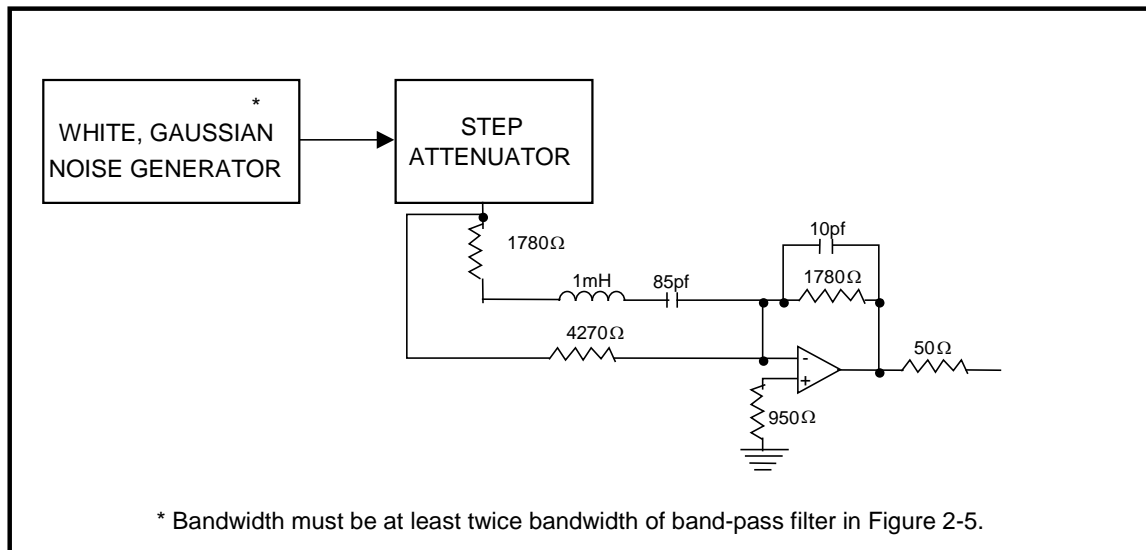 *
WHITE, GAUSSIAN
NOISE GENERATOR
STEP
ATTENUATOR
1780Ω
10pf
1mH
85pf
1780Ω
4270Ω
50Ω
-
+
950Ω
* Bandwidth must be at least twice bandwidth of band-pass filter in Figure 2-5.